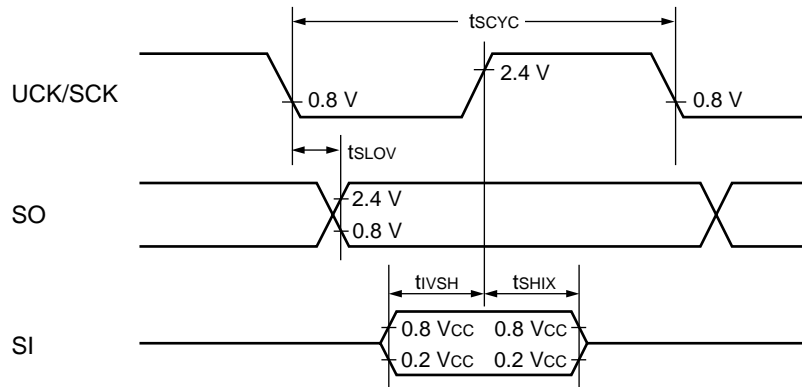 tSCYC
UCK/SCK
0.8 V
2.4 V
0.8 V
tSLOV
SO
2.4 V
0.8 V
tIVSH
tSHIX
SI
0.8 VCC
0.8 VCC
0.2 VCC
0.2 VCC